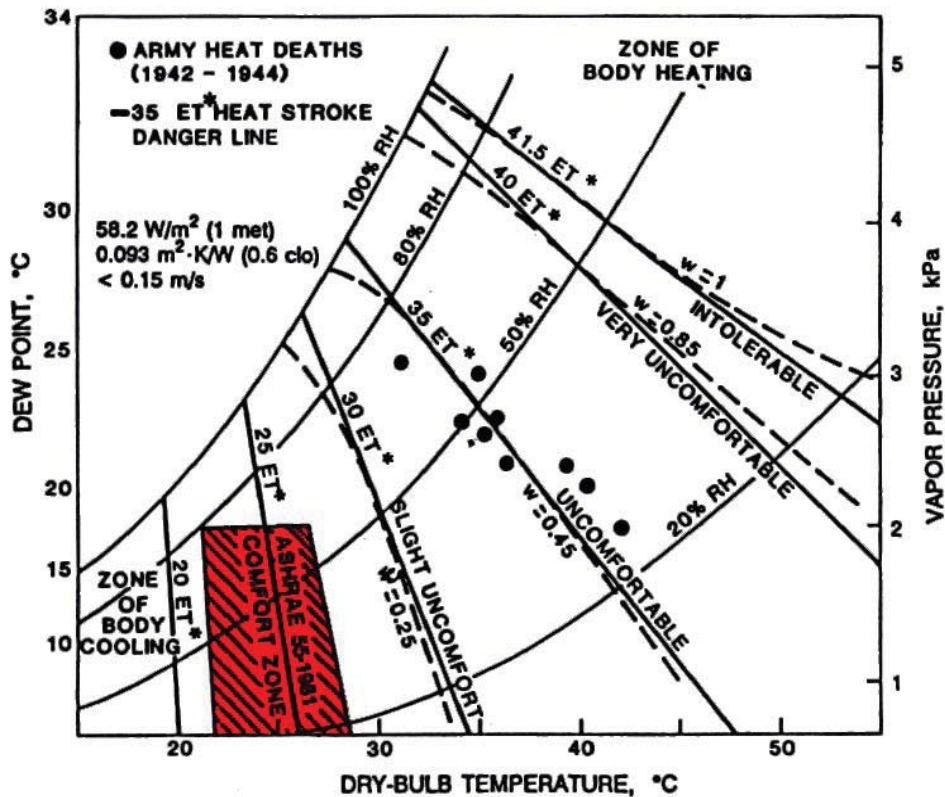 34
30
25
20
15
10
DEW POINT, °C
● ARMY HEAT DEATHS
(1942 - 1944)
— 35 ET* HEAT STROKE
DANGER LINE
58.2 W/m² (1 met)
0.093 m²·K/W (0.6 clo)
< 0.15 m/s
ZONE OF
BODY HEATING
100% RH
80% RH
50% RH
20% RH
41.5 ET*
40 ET*
35 ET*
30 ET*
25 ET*
20 ET*
w = 1
INTOLERABLE
w = 0.85
VERY UNCOMFORTABLE
UNCOMFORTABLE
w = 0.45
SLIGHT UNCOMFORT
w = 0.25
ASHRAE 55-1981
COMFORT ZONE
ZONE
OF
BODY
COOLING
5
4
3
2
1
VAPOR PRESSURE, kPa
20
30
40
50
DRY-BULB TEMPERATURE, °C